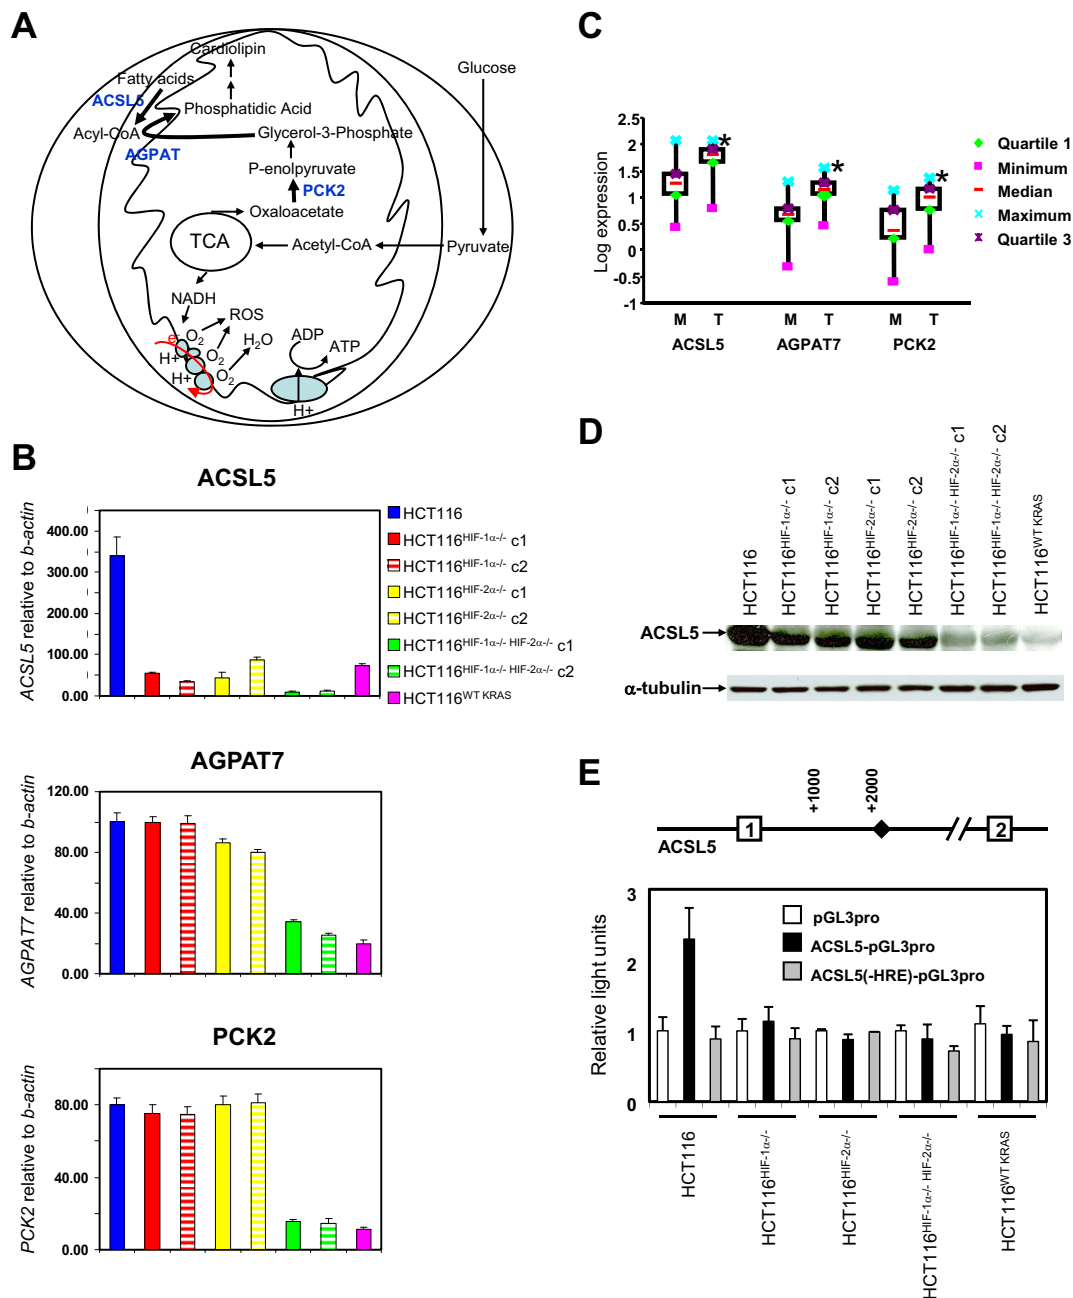 A
Cardiolipin
Fatty acids
Glucose
ACSL5
Phosphatidic Acid
Acyl-CoA
Glycerol-3-Phosphate
AGPAT
P-enolpyruvate
PCK2
Oxaloacetate
TCA
Acetyl-CoA
Pyruvate
NADH
ROS
e-
O2
H2O
ADP
ATP
H+
O2
H+
O2
H+
B
ACSL5
ACSL5 relative to b-actin
400.00
300.00
200.00
100.00
0.00
HCT116
HCT116HIF-1α-/- c1
HCT116HIF-1α-/- c2
HCT116HIF-2α-/- c1
HCT116HIF-2α-/- c2
HCT116HIF-1α-/- HIF-2α-/- c1
HCT116HIF-1α-/- HIF-2α-/- c2
HCT116WT KRAS
AGPAT7
AGPAT7 relative to b-actin
120.00
80.00
40.00
0.00
PCK2
PCK2 relative to b-actin
80.00
40.00
0.00
C
Log expression
2.5
2
1.5
1
0.5
0
-0.5
-1
*
*
*
M T M T M T
ACSL5 AGPAT7 PCK2
Quartile 1
Minimum
Median
Maximum
Quartile 3
D
HCT116
HCT116HIF-1α-/- c1
HCT116HIF-1α-/- c2
HCT116HIF-2α-/- c1
HCT116HIF-2α-/- c2
HCT116HIF-1α-/- HIF-2α-/- c1
HCT116HIF-1α-/- HIF-2α-/- c2
HCT116WT KRAS
ACSL5
α-tubulin
E
+1000
+2000
1
2
ACSL5
Relative light units
3
2
1
0
pGL3pro
ACSL5-pGL3pro
ACSL5(-HRE)-pGL3pro
HCT116
HCT116HIF-1α-/-
HCT116HIF-2α-/-
HCT116HIF-1α-/- HIF-2α-/-
HCT116WT KRAS